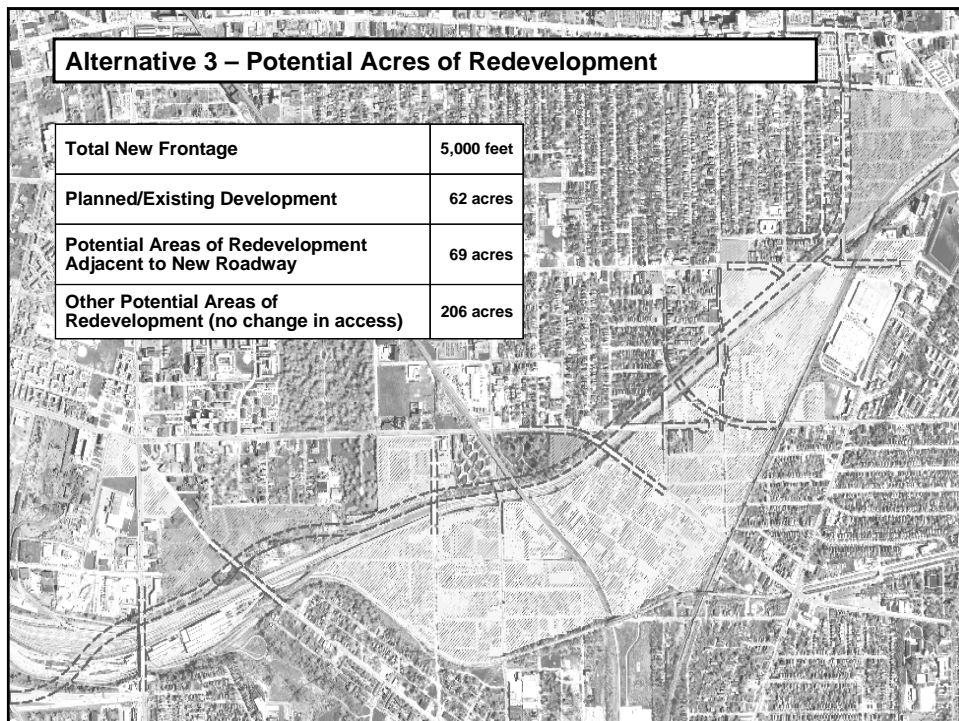 Alternative 3 – Potential Acres of Redevelopment
Total New Frontage 5,000 feet
Planned/Existing Development 62 acres
Potential Areas of Redevelopment
Adjacent to New Roadway 69 acres
Other Potential Areas of
Redevelopment (no change in access) 206 acres